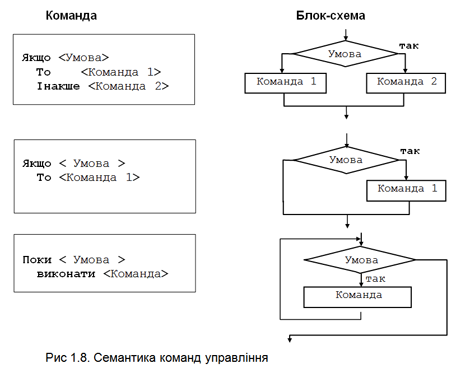 Команда
Блок-схема
Якщо <Умова>
То <Команда 1>
Інакше <Команда 2>
Умова
так
Команда 1
Команда 2
Якщо < Умова >
То <Команда 1>
Умова
так
Команда 1
Поки < Умова >
виконати <Команда>
Умова
так
Команда
Рис 1.8. Семантика команд управління